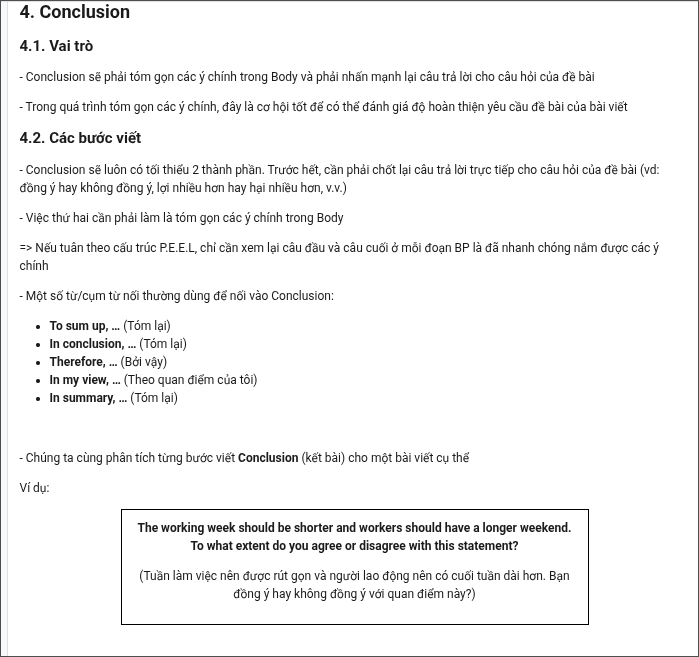 4. Conclusion
4.1. Vai trò
- Conclusion sẽ phải tóm gọn các ý chính trong Body và phải nhấn mạnh lại câu trả lời cho câu hỏi của đề bài
- Trong quá trình tóm gọn các ý chính, đây là cơ hội tốt để có thể đánh giá độ hoàn thiện yêu cầu đề bài của bài viết
4.2. Các bước viết
- Conclusion sẽ luôn có tối thiểu 2 thành phần. Trước hết, cần phải chốt lại câu trả lời trực tiếp cho câu hỏi của đề bài (vd:
đồng ý hay không đồng ý, lợi nhiều hơn hay hại nhiều hơn, v.v.)
- Việc thứ hai cần phải làm là tóm gọn các ý chính trong Body
=> Nếu tuân theo cấu trúc P.E.E.L, chỉ cần xem lại câu đầu và câu cuối ở mỗi đoạn BP là đã nhanh chóng nắm được các ý
chính
- Một số từ/cụm từ nối thường dùng để nối vào Conclusion:
• To sum up, ... (Tóm lại)
• In conclusion, ... (Tóm lại)
• Therefore, ... (Bởi vậy)
• In my view, ... (Theo quan điểm của tôi)
• In summary, ... (Tóm lại)
- Chúng ta cùng phân tích từng bước viết Conclusion (kết bài) cho một bài viết cụ thể
Ví dụ:
The working week should be shorter and workers should have a longer weekend.
To what extent do you agree or disagree with this statement?
(Tuần làm việc nên được rút gọn và người lao động nên có cuối tuần dài hơn. Bạn
đồng ý hay không đồng ý với quan điểm này?)